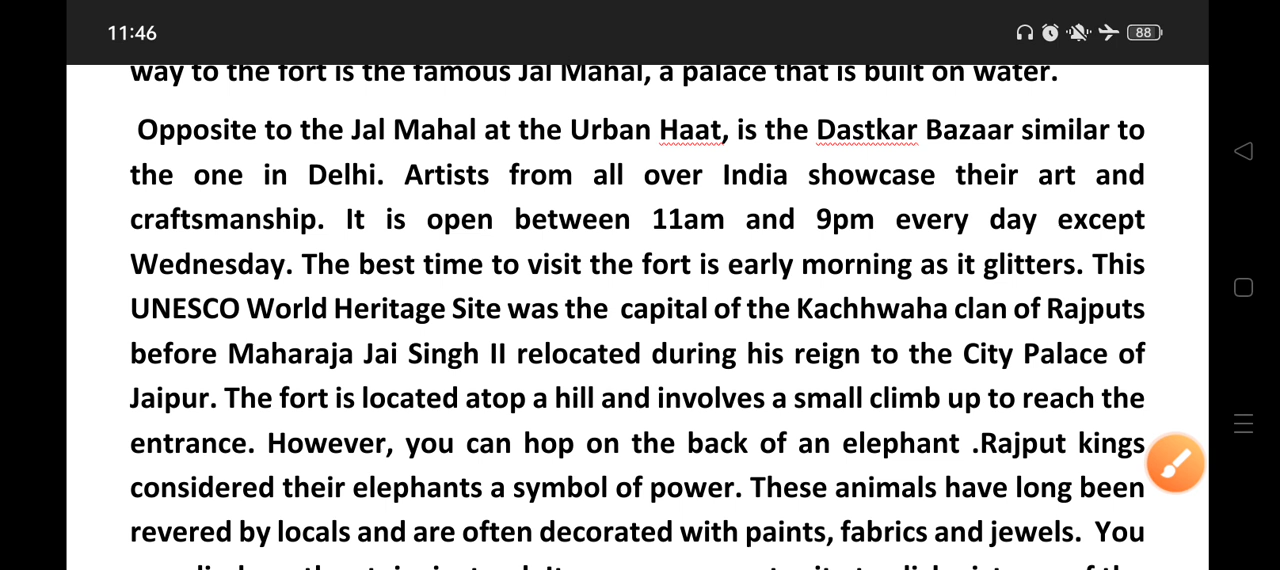 11:46
88
way to the fort is the famous Jal Mahal, a palace that is built on water.
Opposite to the Jal Mahal at the Urban Haat, is the Dastkar Bazaar similar to
the one in Delhi. Artists from all over India showcase their art and
craftsmanship. It is open between 11am and 9pm every day except
Wednesday. The best time to visit the fort is early morning as it glitters. This
UNESCO World Heritage Site was the  capital of the Kachhwaha clan of Rajputs
before Maharaja Jai Singh II relocated during his reign to the City Palace of
Jaipur. The fort is located atop a hill and involves a small climb up to reach the
entrance. However, you can hop on the back of an elephant .Rajput kings
considered their elephants a symbol of power. These animals have long been
revered by locals and are often decorated with paints, fabrics and jewels.  You